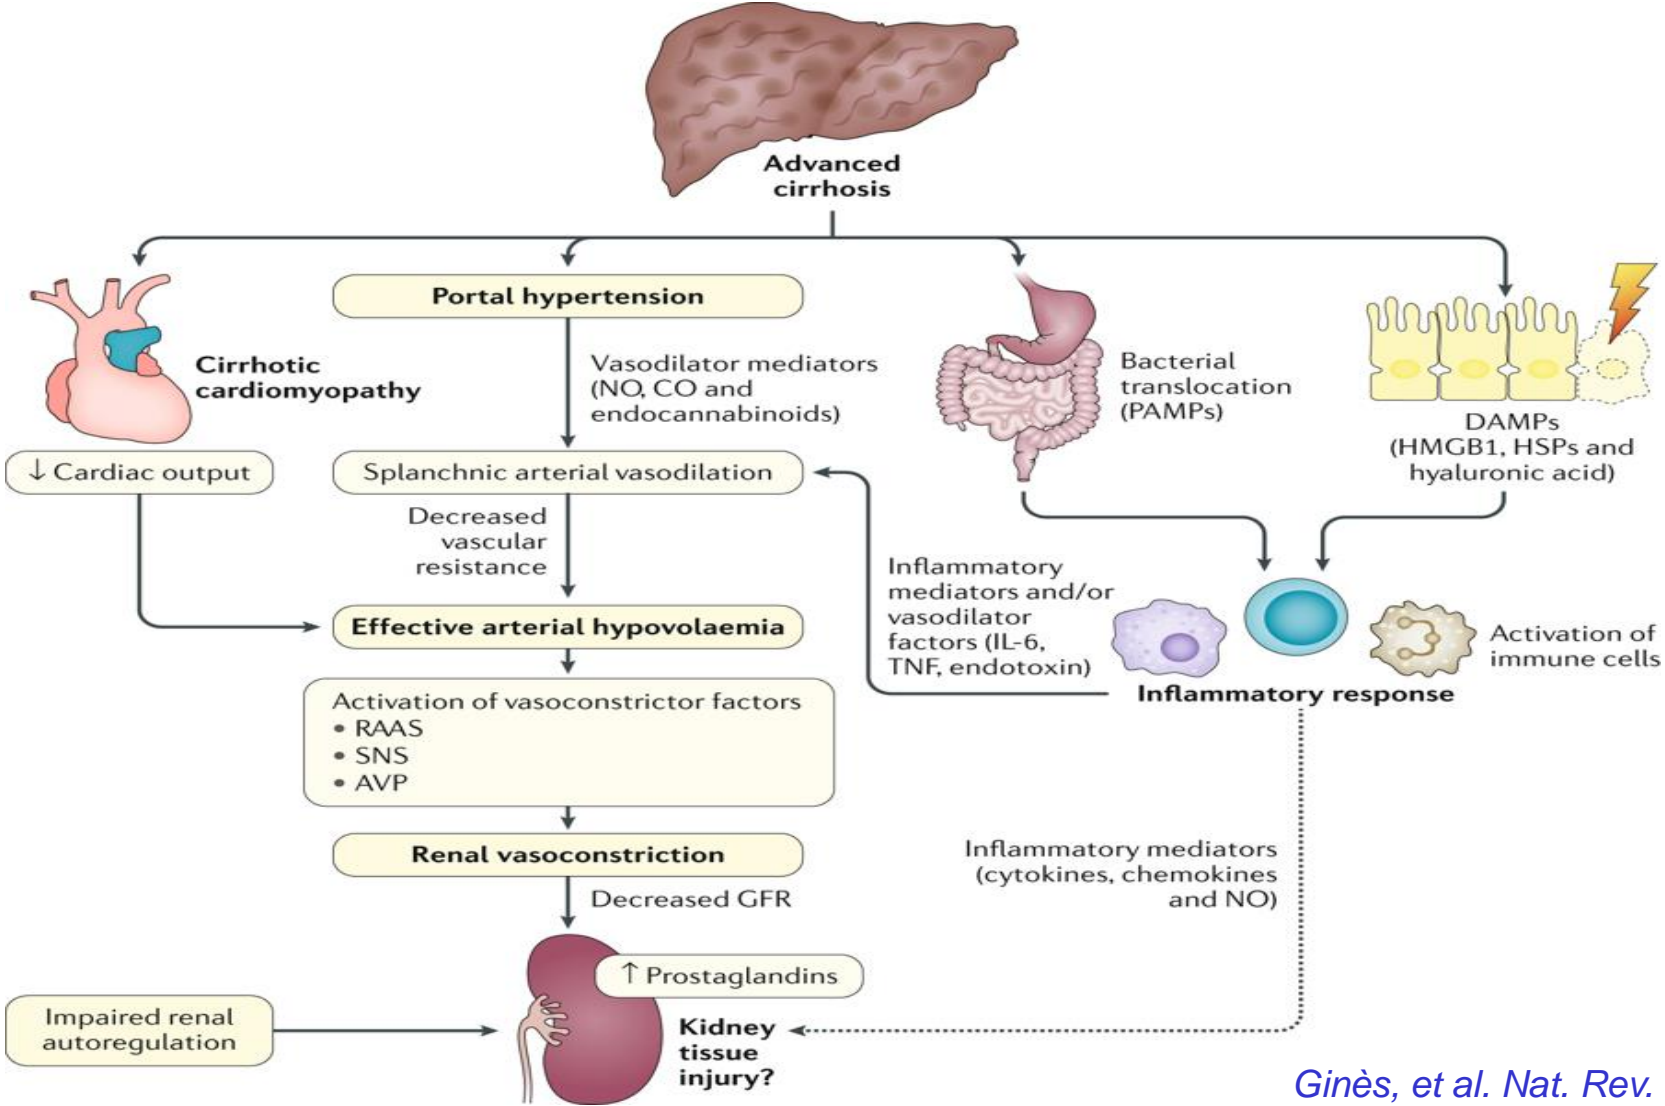 Advanced
cirrhosis
Portal hypertension
Cirrhotic
cardiomyopathy
Vasodilator mediators
(NO, CO and
endocannabinoids)
Bacterial
translocation
(PAMPs)
DAMPs
(HMGB1, HSPs and
hyaluronic acid)
↓ Cardiac output
Splanchnic arterial vasodilation
Decreased
vascular
resistance
Inflammatory
mediators and/or
vasodilator
factors (IL-6,
TNF, endotoxin)
Effective arterial hypovolaemia
Activation of
immune cells
Inflammatory response
Activation of vasoconstrictor factors
• RAAS
• SNS
• AVP
Renal vasoconstriction
Decreased GFR
Inflammatory mediators
(cytokines, chemokines
and NO)
↑ Prostaglandins
Impaired renal
autoregulation
Kidney
tissue
injury?
Ginès, et al. Nat. Rev.